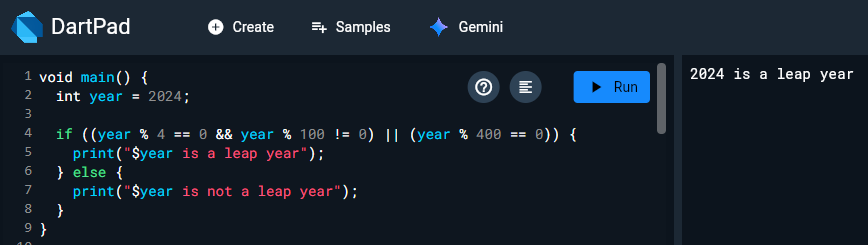 DartPad Create Samples Gemini
1 void main() {
2   int year = 2024;
3
4   if ((year % 4 == 0 && year % 100 != 0) || (year % 400 == 0)) {
5     print("$year is a leap year");
6   } else {
7     print("$year is not a leap year");
8   }
9 }
Run
2024 is a leap year